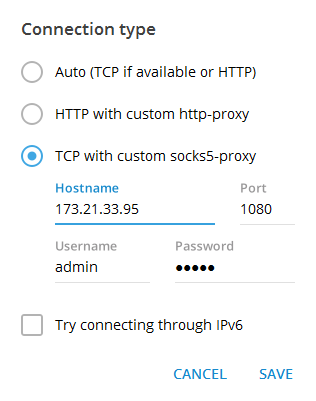 Connection type
Auto (TCP if available or HTTP)
HTTP with custom http-proxy
TCP with custom socks5-proxy
Hostname Port
173.21.33.95 1080
Username Password
admin ●●●●●
Try connecting through IPv6
CANCEL SAVE